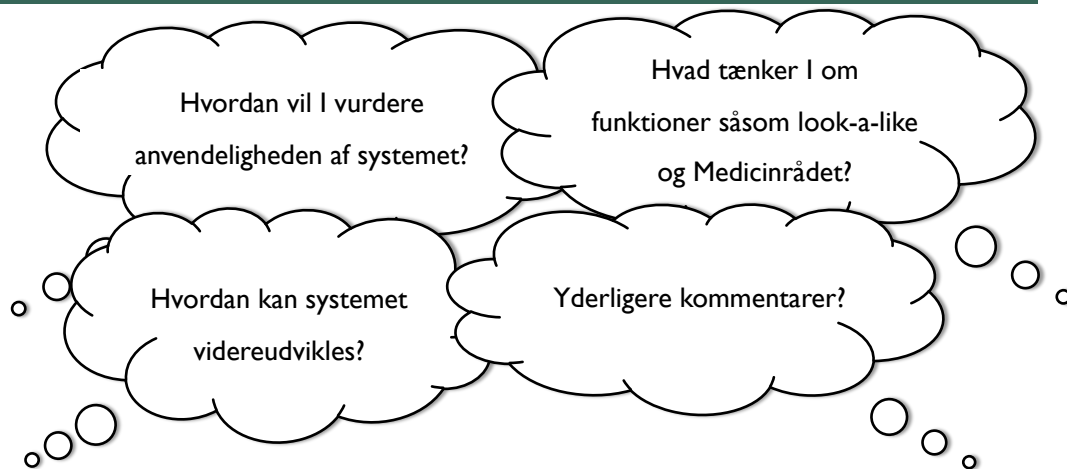 Hvordan vil I vurdere
anvendeligheden af systemet?
Hvad tænker I om
funktioner såsom look-a-like
og Medicinrådet?
Hvordan kan systemet
videreudvikles?
Yderligere kommentarer?